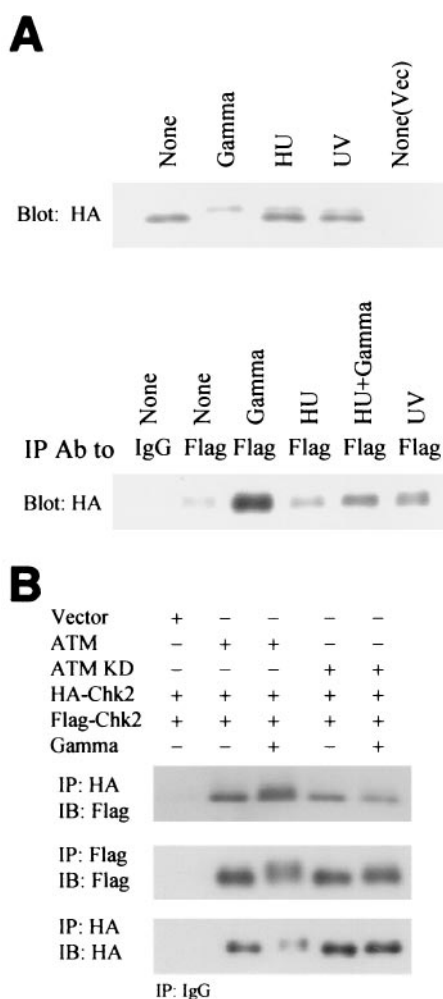 A
None Gamma HU UV None(Vec)
Blot: HA
None None Gamma HU HU+Gamma UV
IP Ab to IgG Flag Flag Flag Flag Flag
Blot: HA
B
Vector + – – – –
ATM – + + – –
ATM KD – – – + +
HA-Chk2 + + + + +
Flag-Chk2 + + + + +
Gamma – – + – +
IP: HA
IB: Flag
IP: Flag
IB: Flag
IP: HA
IB: HA
IP: IgG